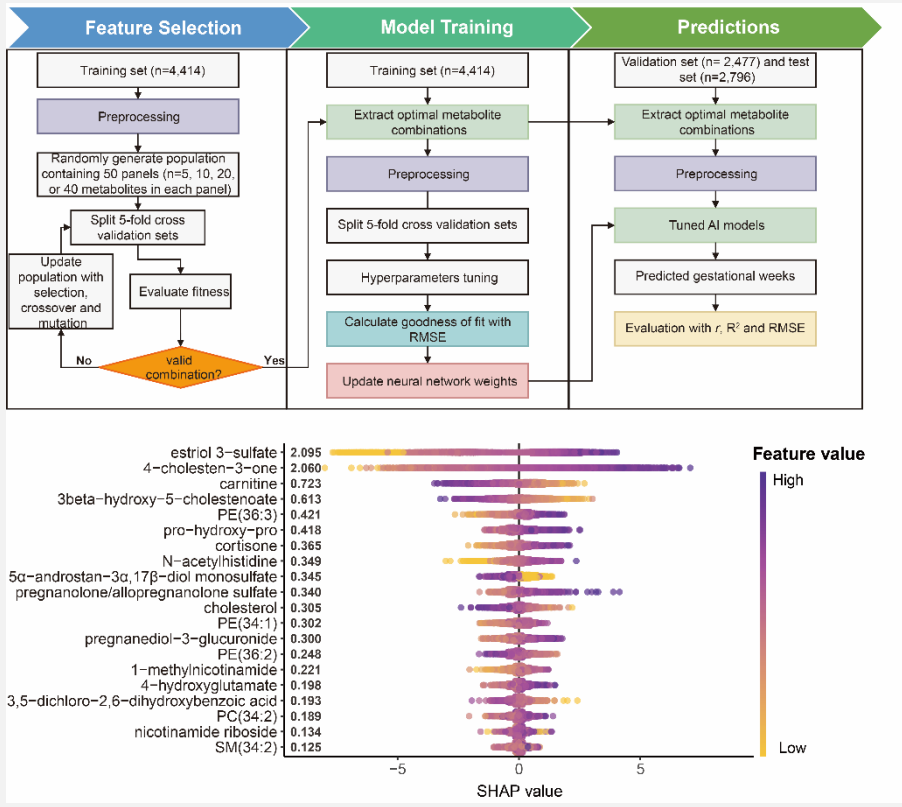 Feature Selection
Model Training
Predictions
Training set (n=4,414)
Preprocessing
Randomly generate population
containing 50 panels (n=5, 10, 20,
or 40 metabolites in each panel)
Split 5-fold cross
validation sets
Update
population with
selection,
crossover and
mutation
Evaluate fitness
No
valid
combination?
Yes
Training set (n=4,414)
Extract optimal metabolite
combinations
Preprocessing
Split 5-fold cross validation sets
Hyperparameters tuning
Calculate goodness of fit with
RMSE
Update neural network weights
Validation set (n= 2,477) and test
set (n=2,796)
Extract optimal metabolite
combinations
Preprocessing
Tuned AI models
Predicted gestational weeks
Evaluation with r, R² and RMSE
estriol 3−sulfate 2.095
4−cholesten−3−one 2.060
carnitine 0.723
3beta−hydroxy−5−cholestenoate 0.613
PE(36:3) 0.421
pro−hydroxy−pro 0.418
cortisone 0.365
N−acetylhistidine 0.349
5α−androstan−3α,17β−diol monosulfate 0.345
pregnanolone/allopregnanolone sulfate 0.340
cholesterol 0.305
PE(34:1) 0.302
pregnanediol−3−glucuronide 0.300
PE(36:2) 0.248
1−methylnicotinamide 0.221
4−hydroxyglutamate 0.198
3,5−dichloro−2,6−dihydroxybenzoic acid 0.193
PC(34:2) 0.189
nicotinamide riboside 0.134
SM(34:2) 0.125
−5 0 5
SHAP value
Feature value
High
Low